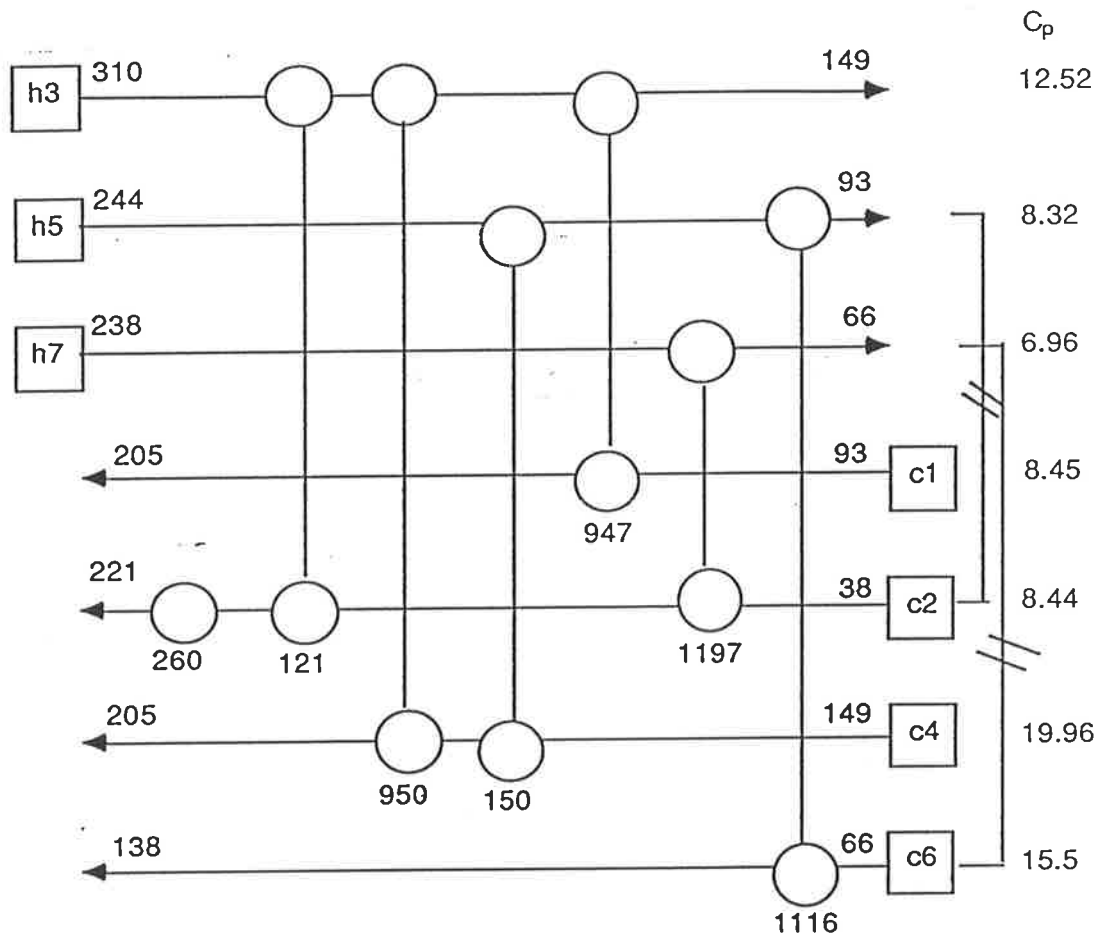 Cp
h3 310 149 12.52
h5 244 93 8.32
h7 238 66 6.96
205 93 c1 8.45
947
221 38 c2 8.44
260 121 1197
205 149 c4 19.96
950 150
138 66 c6 15.5
1116